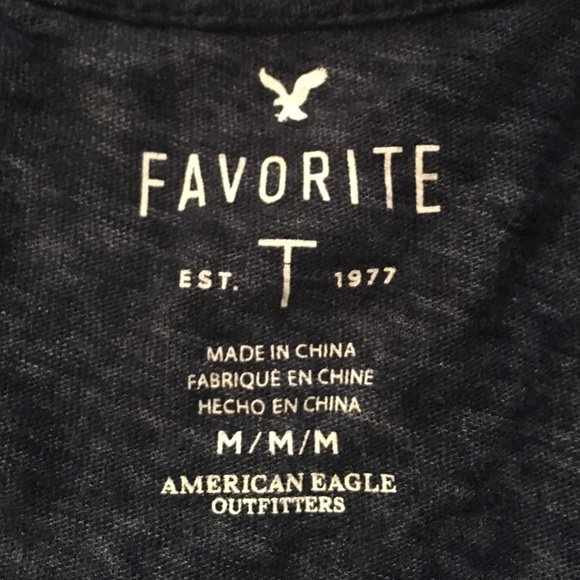 FAVORITE
EST. T 1977
MADE IN CHINA
FABRIQUÉ EN CHINE
HECHO EN CHINA
M/M/M
AMERICAN EAGLE
OUTFITTERS